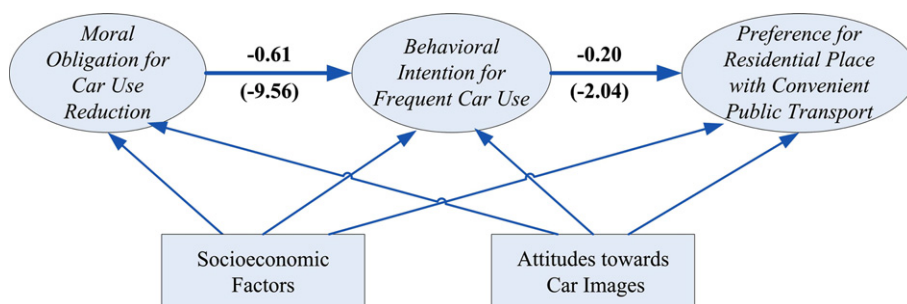 Moral
Obligation for
Car Use
Reduction
-0.61
(-9.56)
Behavioral
Intention for
Frequent Car Use
-0.20
(-2.04)
Preference for
Residential Place
with Convenient
Public Transport
Socioeconomic
Factors
Attitudes towards
Car Images